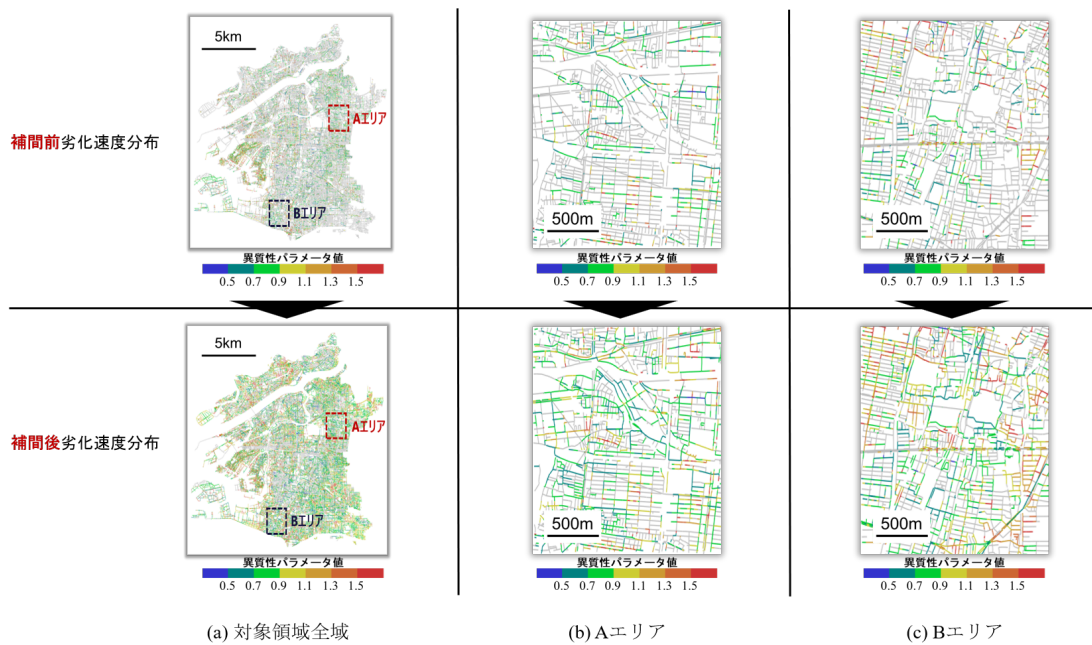 補間前劣化速度分布
5km
Aエリア
Bエリア
異質性パラメータ値
0.5 0.7 0.9 1.1 1.3 1.5
500m
異質性パラメータ値
0.5 0.7 0.9 1.1 1.3 1.5
500m
異質性パラメータ値
0.5 0.7 0.9 1.1 1.3 1.5
補間後劣化速度分布
5km
Aエリア
Bエリア
異質性パラメータ値
0.5 0.7 0.9 1.1 1.3 1.5
500m
異質性パラメータ値
0.5 0.7 0.9 1.1 1.3 1.5
500m
異質性パラメータ値
0.5 0.7 0.9 1.1 1.3 1.5
(a) 対象領域全域
(b) Aエリア
(c) Bエリア